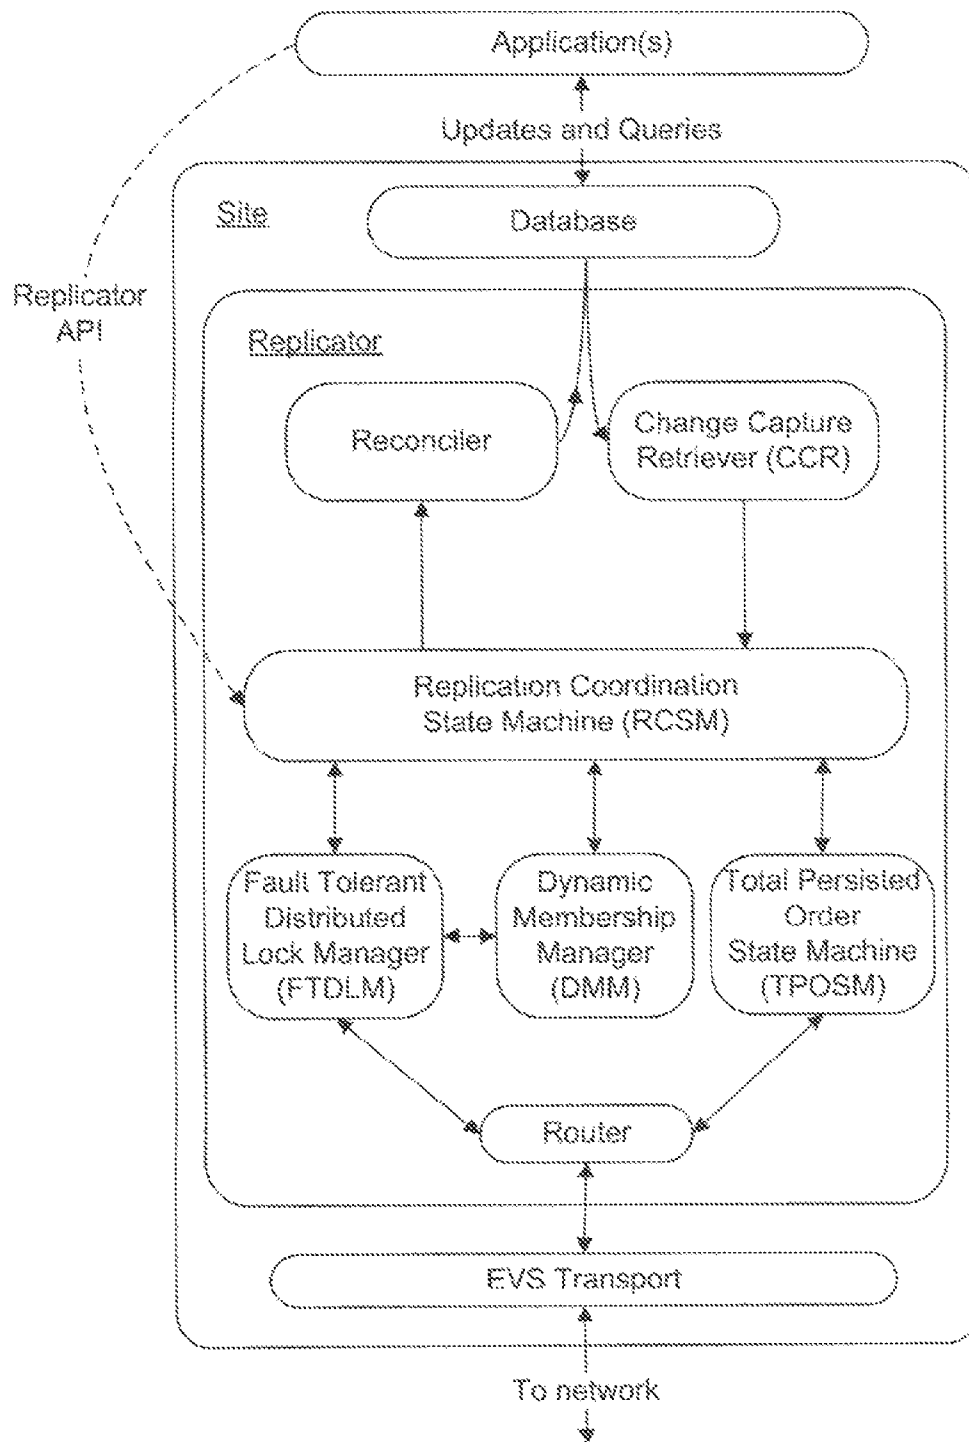 Application(s)
Updates and Queries
Site
Database
Replicator
API
Replicator
Reconciler
Change Capture
Retriever (CCR)
Replication Coordination
State Machine (RCSM)
Fault Tolerant
Distributed
Lock Manager
(FTDLM)
Dynamic
Membership
Manager
(DMM)
Total Persisted
Order
State Machine
(TPOSM)
Router
EVS Transport
To network